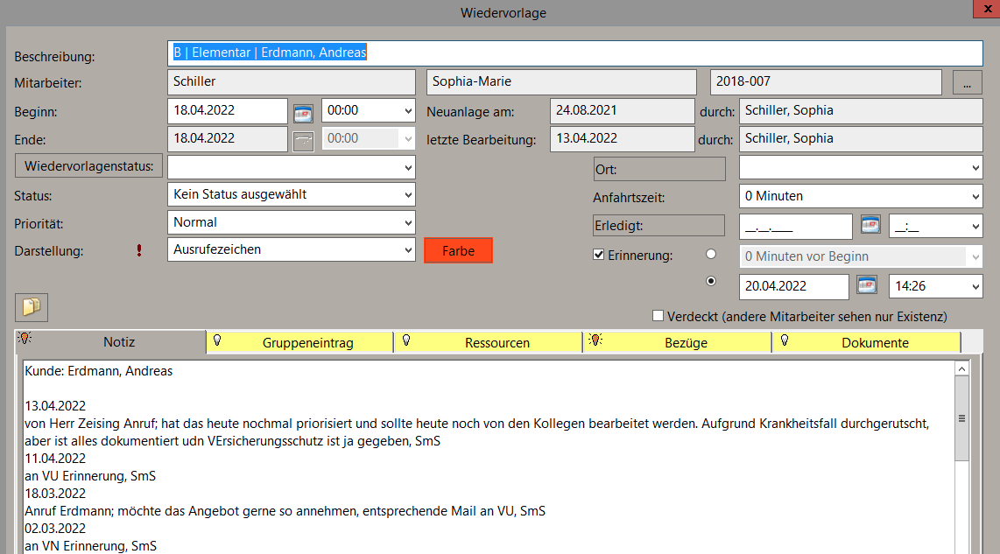 Wiedervorlage
x
Beschreibung: B | Elementar | Erdmann, Andreas
Mitarbeiter: Schiller Sophia-Marie 2018-007 ...
Beginn: 18.04.2022 00:00 Neuanlage am: 24.08.2021 durch: Schiller, Sophia
Ende: 18.04.2022 00:00 letzte Bearbeitung: 13.04.2022 durch: Schiller, Sophia
Wiedervorlagenstatus: Ort:
Status: Kein Status ausgewählt Anfahrtszeit: 0 Minuten
Priorität: Normal Erledigt: __.__.____ __:__
Darstellung: ! Ausrufezeichen Farbe Erinnerung: 0 Minuten vor Beginn
20.04.2022 14:26
Verdeckt (andere Mitarbeiter sehen nur Existenz)
Notiz Gruppeneintrag Ressourcen Bezüge Dokumente
Kunde: Erdmann, Andreas
13.04.2022
von Herr Zeising Anruf; hat das heute nochmal priorisiert und sollte heute noch von den Kollegen bearbeitet werden. Aufgrund Krankheitsfall durchgerutscht,
aber ist alles dokumentiert udn VErsicherungsschutz ist ja gegeben, SmS
11.04.2022
an VU Erinnerung, SmS
18.03.2022
Anruf Erdmann; möchte das Angebot gerne so annehmen, entsprechende Mail an VU, SmS
02.03.2022
an VN Erinnerung, SmS